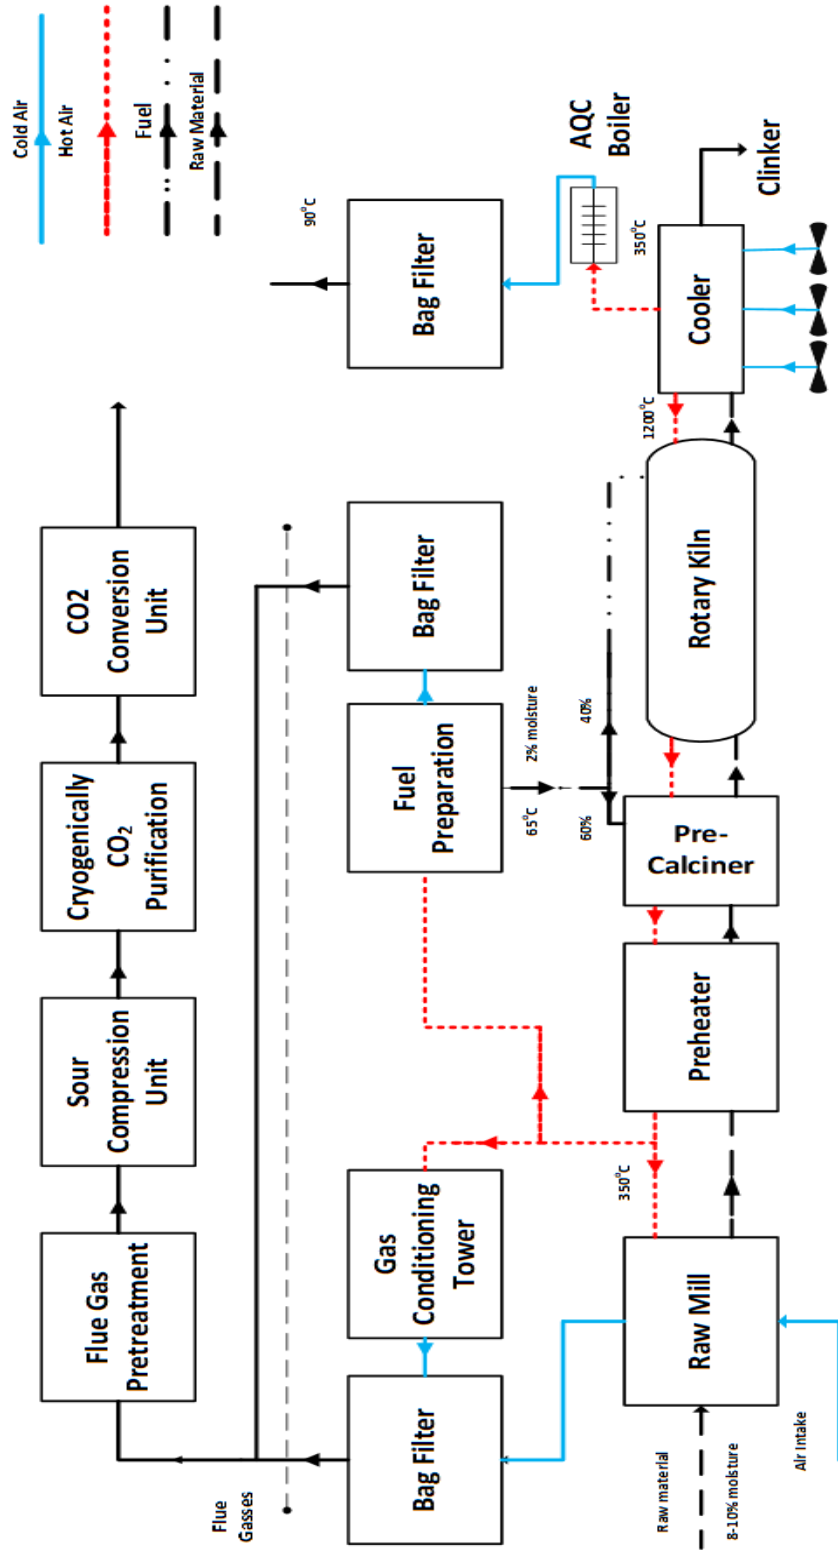 Cold Air
Hot Air
Fuel
Raw Material
Flue Gas
Pretreatment
Sour
Compression
Unit
Cryogenically
CO₂
Purification
CO2
Conversion
Unit
Flue
Gasses
Bag Filter
Gas
Conditioning
Tower
Fuel
Preparation
Bag Filter
Bag Filter
90°C
65°C
2% moisture
60%
40%
AQC
Boiler
350°C
1200°C
350°C
Raw material
8-10% moisture
Air Intake
Raw Mill
Preheater
Pre-
Calciner
Rotary Kiln
Cooler
Clinker